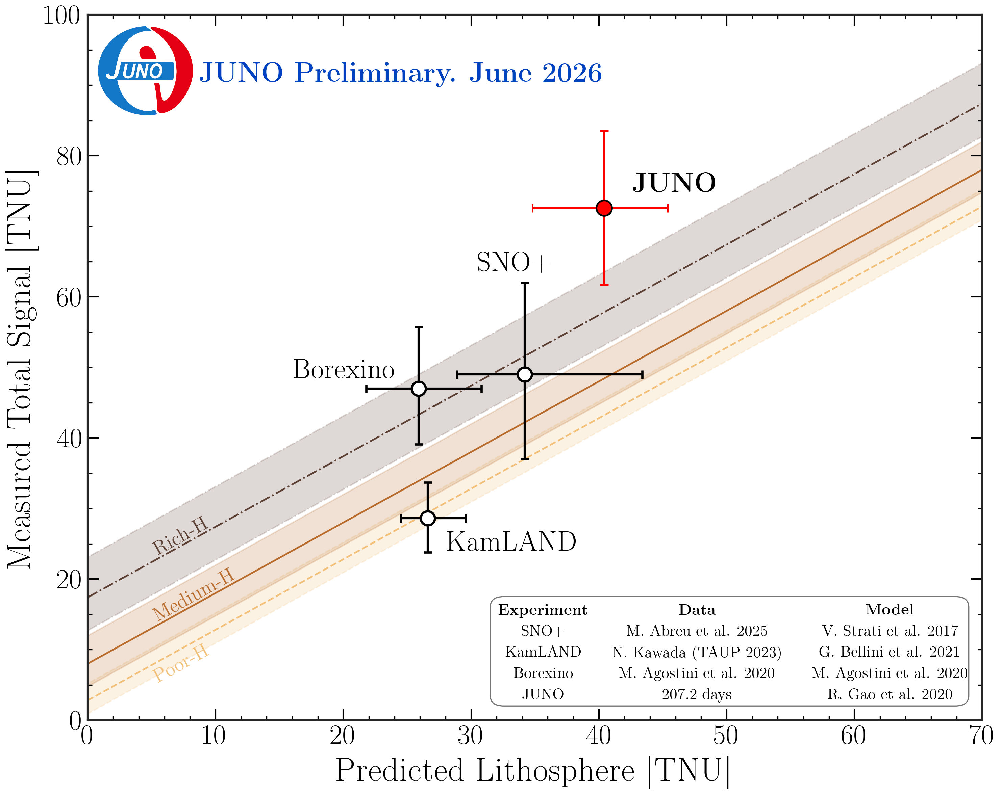 100
JUNO
JUNO Preliminary. June 2026
80
JUNO
SNO+
60
Borexino
40
KamLAND
Rich-H
Medium-H
Poor-H
20
0
Measured Total Signal [TNU]
Experiment Data Model
SNO+ M. Abreu et al. 2025 V. Strati et al. 2017
KamLAND N. Kawada (TAUP 2023) G. Bellini et al. 2021
Borexino M. Agostini et al. 2020 M. Agostini et al. 2020
JUNO 207.2 days R. Gao et al. 2020
0 10 20 30 40 50 60 70
Predicted Lithosphere [TNU]